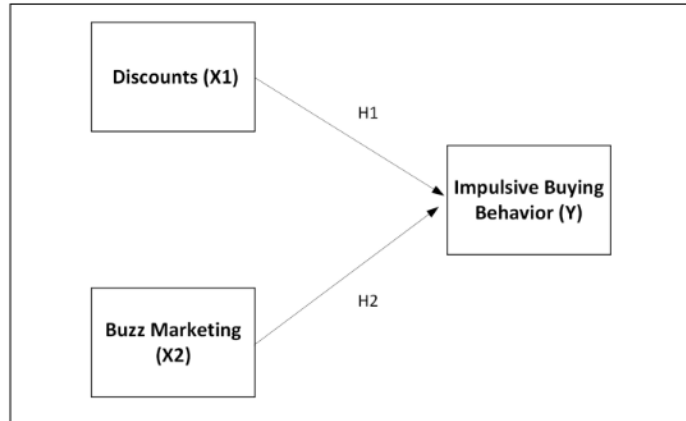 Discounts (X1)
H1
Impulsive Buying
Behavior (Y)
H2
Buzz Marketing
(X2)